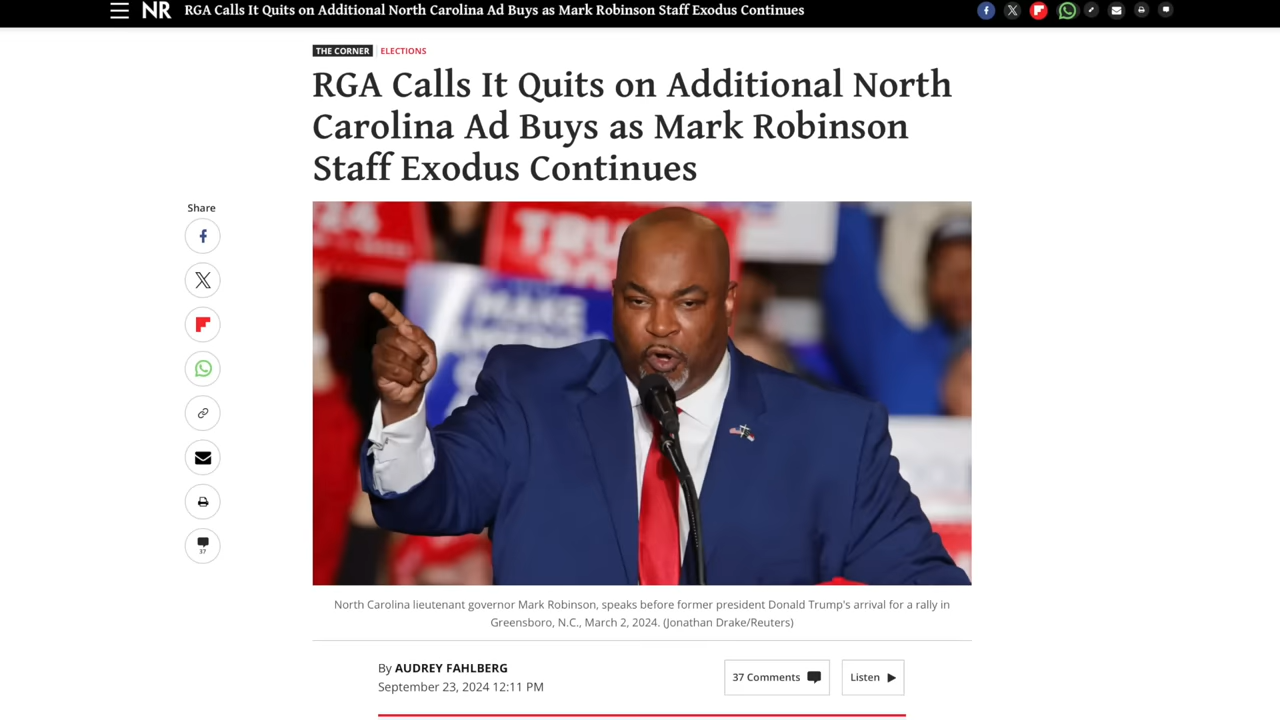 NR RGA Calls It Quits on Additional North Carolina Ad Buys as Mark Robinson Staff Exodus Continues
THE CORNER ELECTIONS
RGA Calls It Quits on Additional North
Carolina Ad Buys as Mark Robinson
Staff Exodus Continues
Share
24
TRU
MAKE
37
North Carolina lieutenant governor Mark Robinson, speaks before former president Donald Trump's arrival for a rally in
Greensboro, N.C., March 2, 2024. (Jonathan Drake/Reuters)
By AUDREY FAHLBERG
September 23, 2024 12:11 PM
37 Comments
Listen